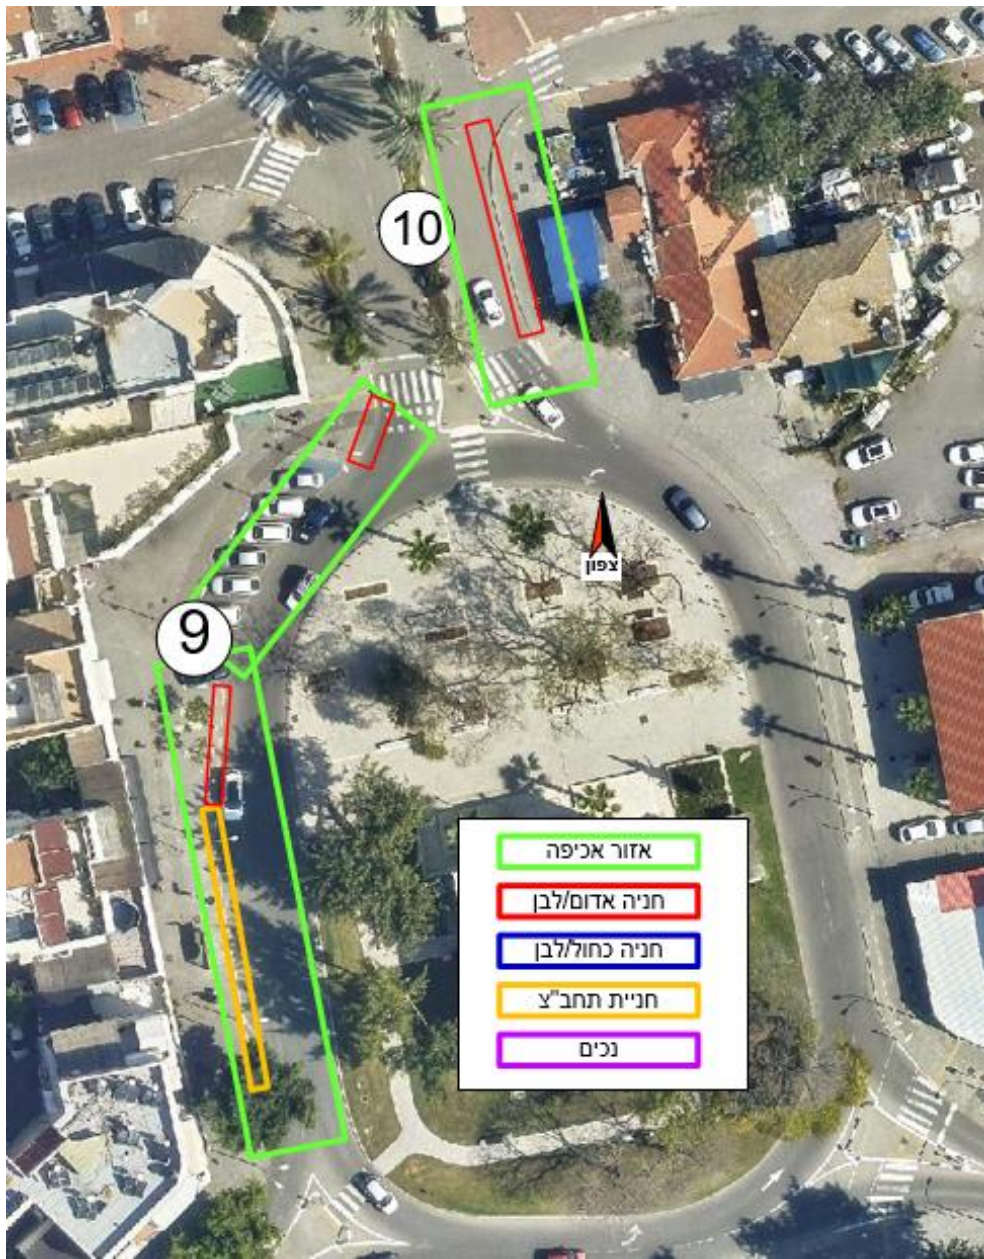 10
צפון
9
אזור אכיפה
חניה אדום/לבן
חניה כחול/לבן
חניית תחב"צ
נכים